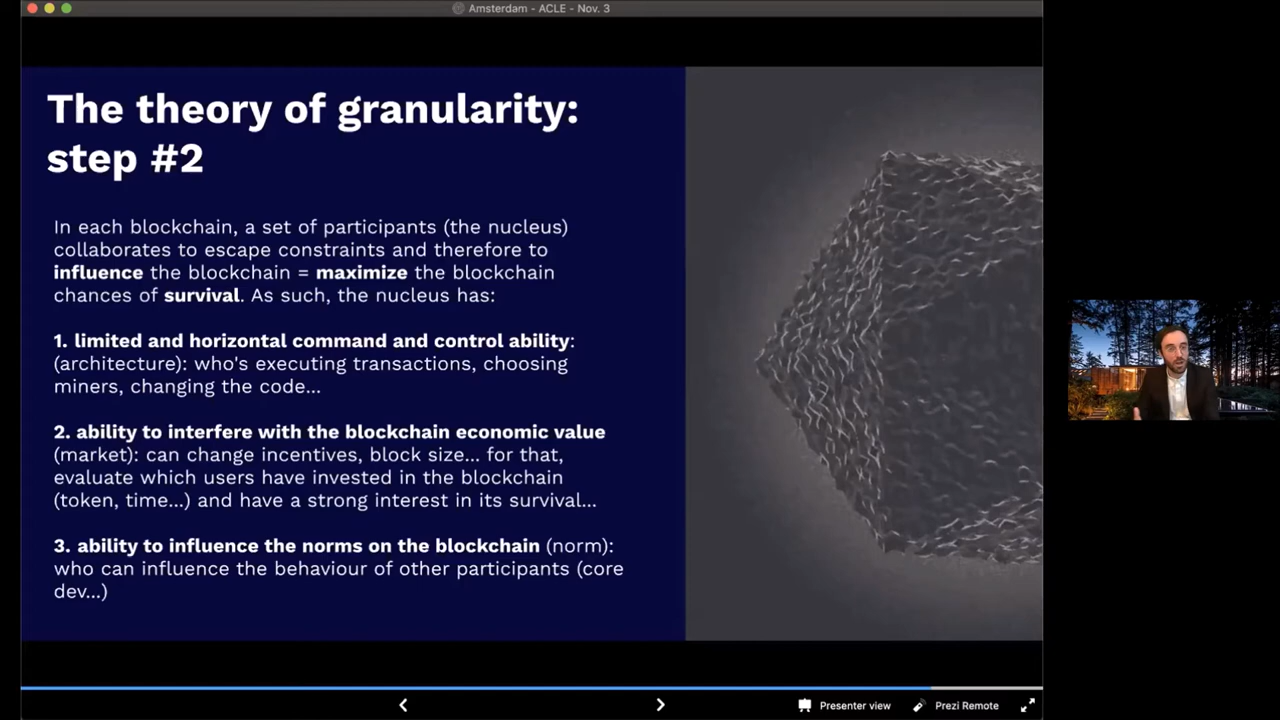 Amsterdam - ACLE - Nov. 3
The theory of granularity:
step #2
In each blockchain, a set of participants (the nucleus)
collaborates to escape constraints and therefore to
influence the blockchain = maximize the blockchain
chances of survival. As such, the nucleus has:
1. limited and horizontal command and control ability:
(architecture): who's executing transactions, choosing
miners, changing the code...
2. ability to interfere with the blockchain economic value
(market): can change incentives, block size... for that,
evaluate which users have invested in the blockchain
(token, time...) and have a strong interest in its survival...
3. ability to influence the norms on the blockchain (norm):
who can influence the behaviour of other participants (core
dev...)
Presenter view
Prezi Remote